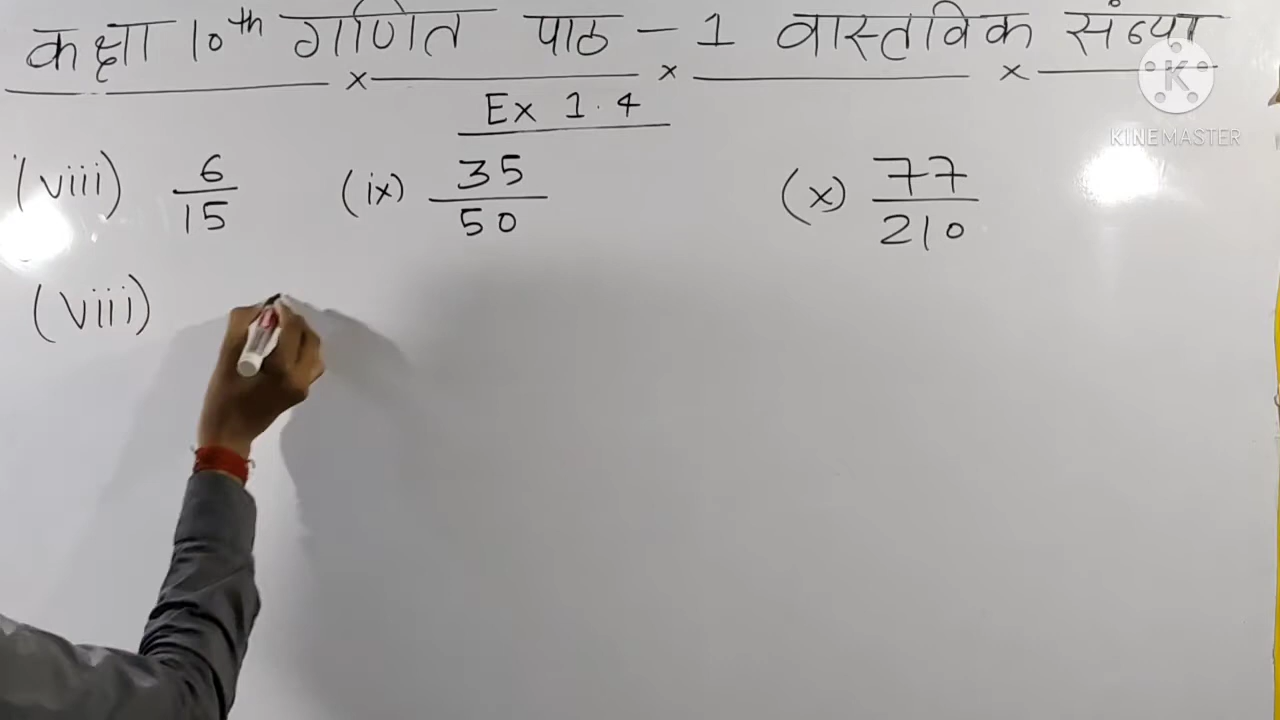 कक्षा 10th गणित पाठ - 1 वास्तविक संख्या
Ex 1.4
(viii) 6/15 (ix) 35/50 (x) 77/210
(viii)
K
KINEMASTER